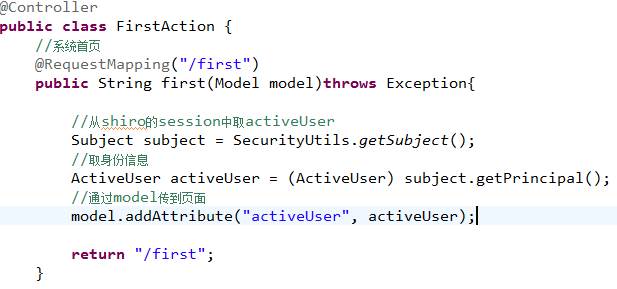 @Controller
public class FirstAction {
//系统首页
@RequestMapping("/first")
public String first(Model model)throws Exception{
//从shiro的session中取activeUser
Subject subject = SecurityUtils.getSubject();
//取身份信息
ActiveUser activeUser = (ActiveUser) subject.getPrincipal();
//通过model传到页面
model.addAttribute("activeUser", activeUser);
return "/first";
}